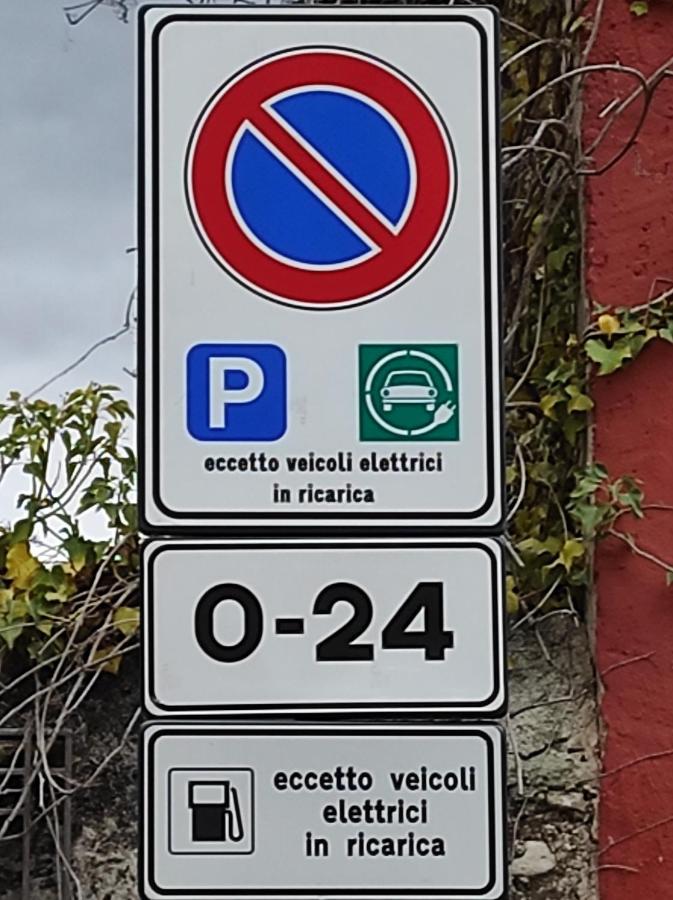 P
eccetto veicoli elettrici
in ricarica
0-24
eccetto veicoli
elettrici
in ricarica